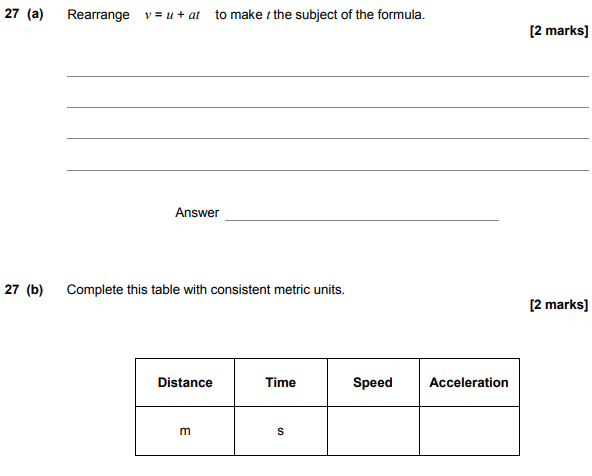 27 (a) Rearrange v = u + at to make t the subject of the formula.
[2 marks]
Answer
27 (b) Complete this table with consistent metric units.
[2 marks]
Distance Time Speed Acceleration
m s